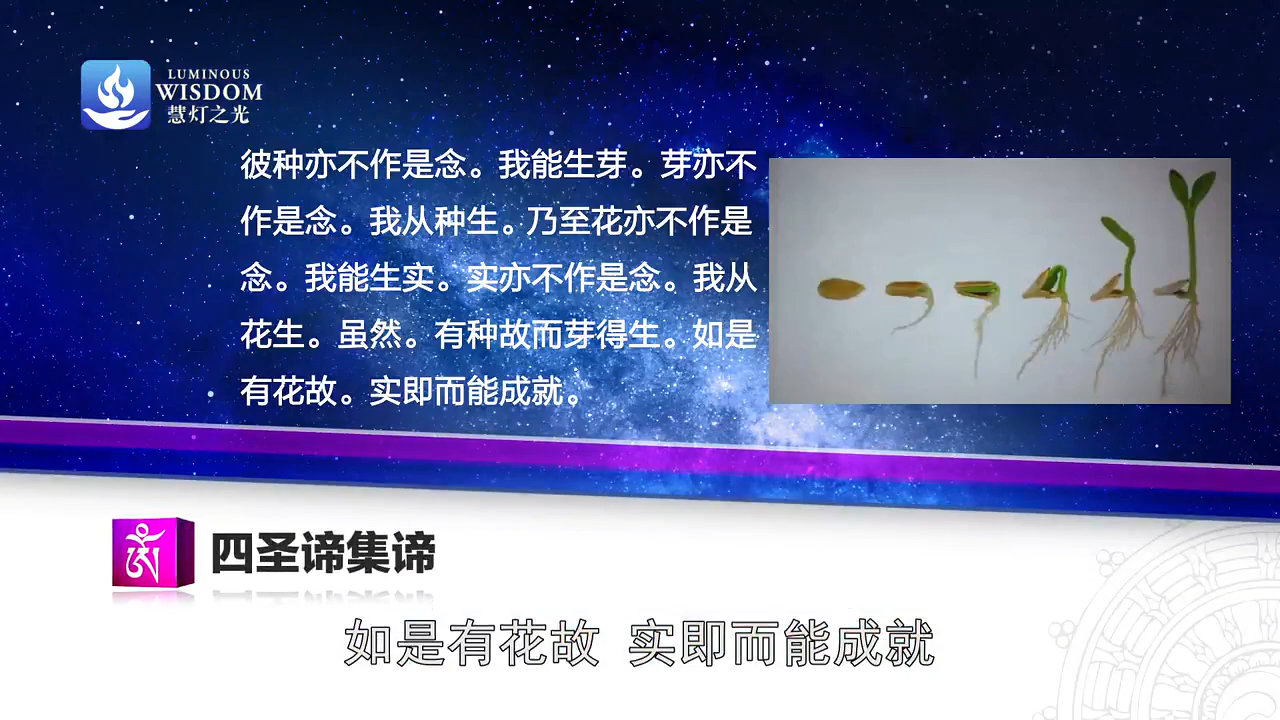 LUMINOUS
WISDOM
慧灯之光
彼种亦不作是念。我能生芽。芽亦不
作是念。我从种生。乃至花亦不作是
念。我能生实。实亦不作是念。我从
花生。虽然。有种故而芽得生。如是
有花故。实即而能成就。
四圣谛集谛
如是有花故 实即而能成就